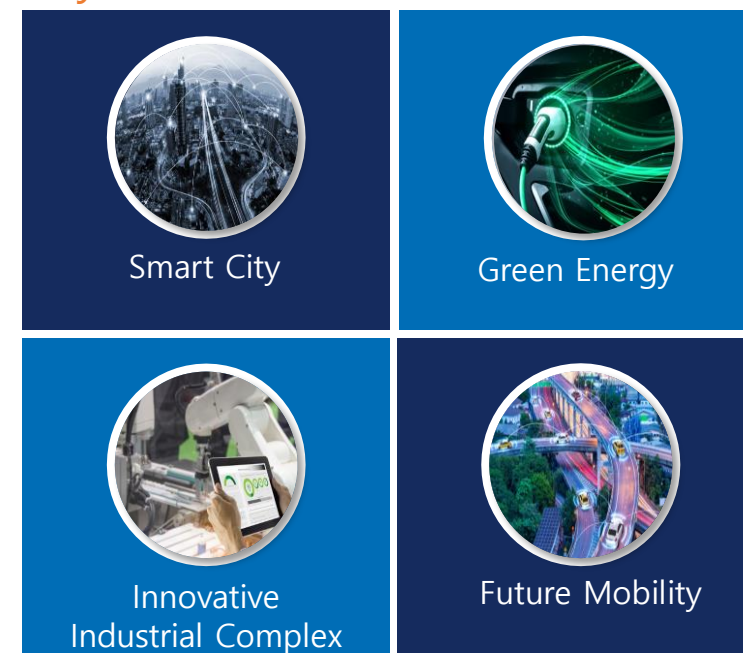 Smart City
Green Energy
Innovative
Industrial Complex
Future Mobility